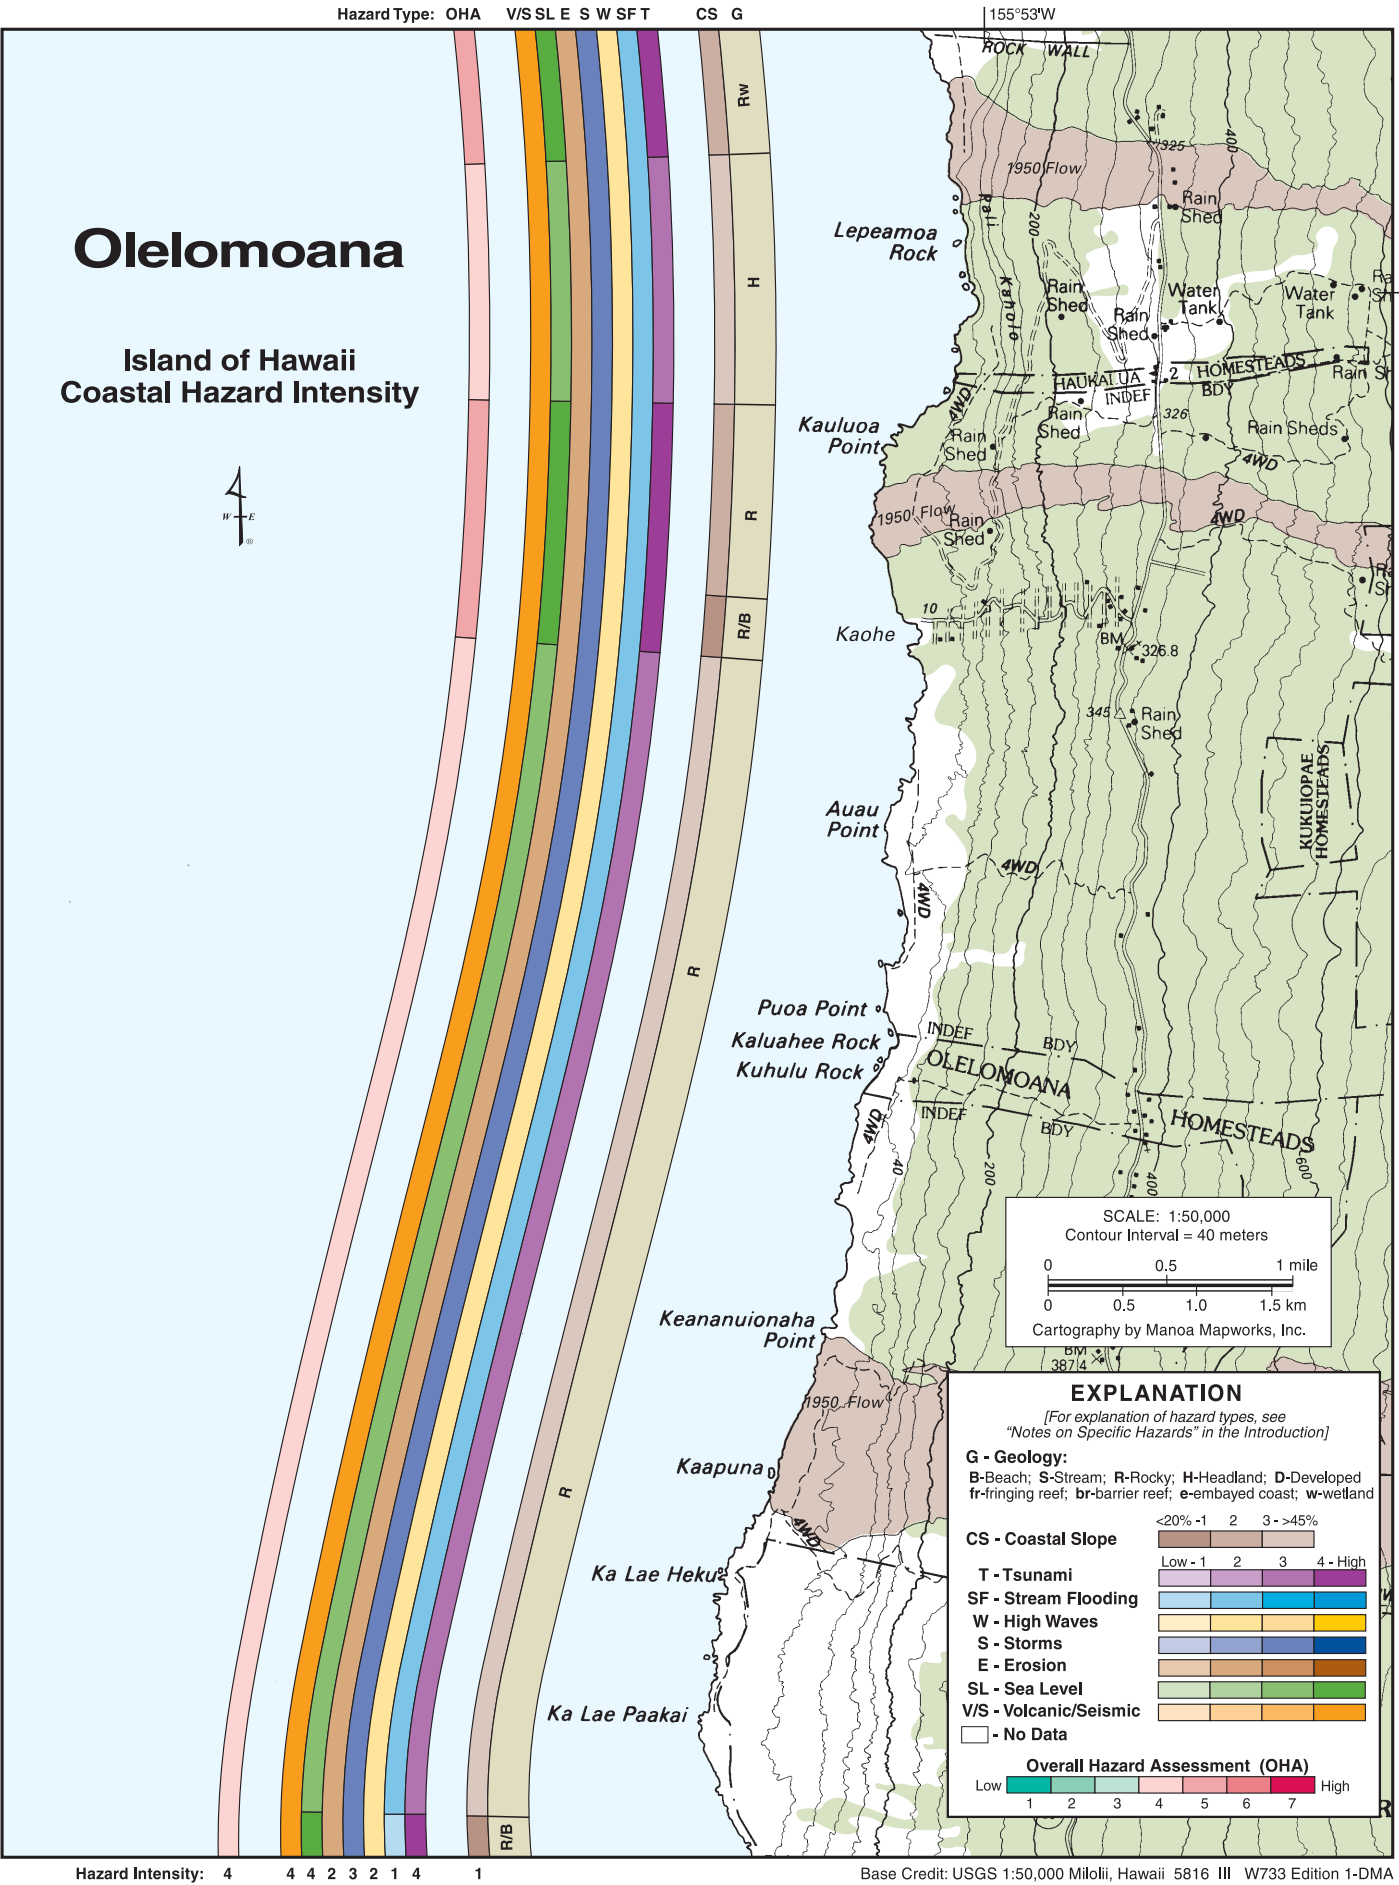 Hazard Type: OHA V/S SL E S W SF T CS G
155°53'W
ROCK WALL
Rw
325
400
1950 Flow
Olelomoana
Pali
Kaholo
200
Rain
Shed
Lepeamoa
Rock
H
Rain
Shed
Water
Tank
Water
Tank
Rain
Shed
Island of Hawaii
Coastal Hazard Intensity
HAUKALUA 2 HOMESTEADS
INDEF BDY
Rain Sh
4WD
Rain
Shed
326
Kauluoa
Point
Rain
Shed
Rain Sheds
4WD
W E
®
R
1950 Flow
Rain
Shed
4WD
10
R/B
Kaohe
BM
326.8
345
Rain
Shed
KUKUIOPAE
HOMESTEADS
Auau
Point
4WD
4WD
R
Puoa Point
Kaluahee Rock
INDEF BDY
Kuhulu Rock
OLELOMOANA
HOMESTEADS
4WD
INDEF
BDY
40
200
400
600
SCALE: 1:50,000
Contour Interval = 40 meters
0 0.5 1 mile
0 0.5 1.0 1.5 km
Cartography by Manoa Mapworks, Inc.
Keananuionaha
Point
BM
387.4
1950 Flow
Kaapuna
R
4WD
Ka Lae Heku
Ka Lae Paakai
R/B
EXPLANATION
[For explanation of hazard types, see
“Notes on Specific Hazards” in the Introduction]
G - Geology:
B-Beach; S-Stream; R-Rocky; H-Headland; D-Developed
fr-fringing reef; br-barrier reef; e-embayed coast; w-wetland
<20% -1 2 3 - >45%
CS - Coastal Slope
Low - 1 2 3 4 - High
T - Tsunami
SF - Stream Flooding
W - High Waves
S - Storms
E - Erosion
SL - Sea Level
V/S - Volcanic/Seismic
- No Data
Overall Hazard Assessment (OHA)
Low High
1 2 3 4 5 6 7
Hazard Intensity: 4 4 4 2 3 2 1 4 1
Base Credit: USGS 1:50,000 Milolii, Hawaii 5816 III W733 Edition 1-DMA